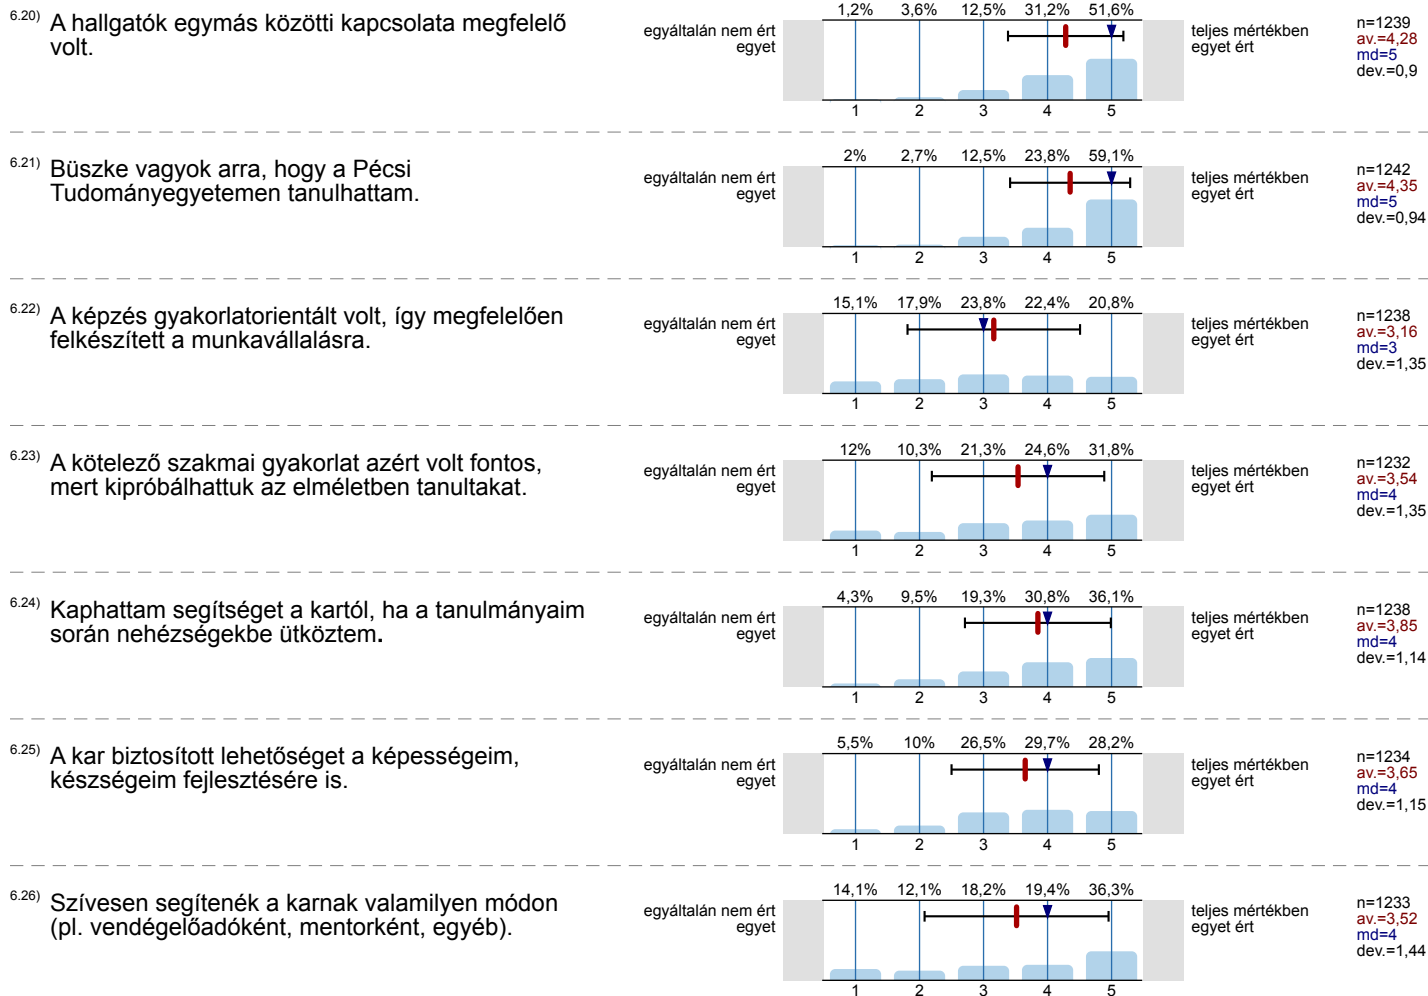 6.20) A hallgatók egymás közötti kapcsolata megfelelő
volt.
egyáltalán nem ért
egyet
1,2% 3,6% 12,5% 31,2% 51,6%
1 2 3 4 5
teljes mértékben
egyet ért
n=1239
av.=4,28
md=5
dev.=0,9
6.21) Büszke vagyok arra, hogy a Pécsi
Tudományegyetemen tanulhattam.
egyáltalán nem ért
egyet
2% 2,7% 12,5% 23,8% 59,1%
1 2 3 4 5
teljes mértékben
egyet ért
n=1242
av.=4,35
md=5
dev.=0,94
6.22) A képzés gyakorlatorientált volt, így megfelelően
felkészített a munkavállalásra.
egyáltalán nem ért
egyet
15,1% 17,9% 23,8% 22,4% 20,8%
1 2 3 4 5
teljes mértékben
egyet ért
n=1238
av.=3,16
md=3
dev.=1,35
6.23) A kötelező szakmai gyakorlat azért volt fontos,
mert kipróbálhattuk az elméletben tanultakat.
egyáltalán nem ért
egyet
12% 10,3% 21,3% 24,6% 31,8%
1 2 3 4 5
teljes mértékben
egyet ért
n=1232
av.=3,54
md=4
dev.=1,35
6.24) Kaphattam segítséget a kartól, ha a tanulmányaim
során nehézségekbe ütköztem.
egyáltalán nem ért
egyet
4,3% 9,5% 19,3% 30,8% 36,1%
1 2 3 4 5
teljes mértékben
egyet ért
n=1238
av.=3,85
md=4
dev.=1,14
6.25) A kar biztosított lehetőséget a képességeim,
készségeim fejlesztésére is.
egyáltalán nem ért
egyet
5,5% 10% 26,5% 29,7% 28,2%
1 2 3 4 5
teljes mértékben
egyet ért
n=1234
av.=3,65
md=4
dev.=1,15
6.26) Szívesen segítenék a karnak valamilyen módon
(pl. vendégelőadóként, mentorként, egyéb).
egyáltalán nem ért
egyet
14,1% 12,1% 18,2% 19,4% 36,3%
1 2 3 4 5
teljes mértékben
egyet ért
n=1233
av.=3,52
md=4
dev.=1,44